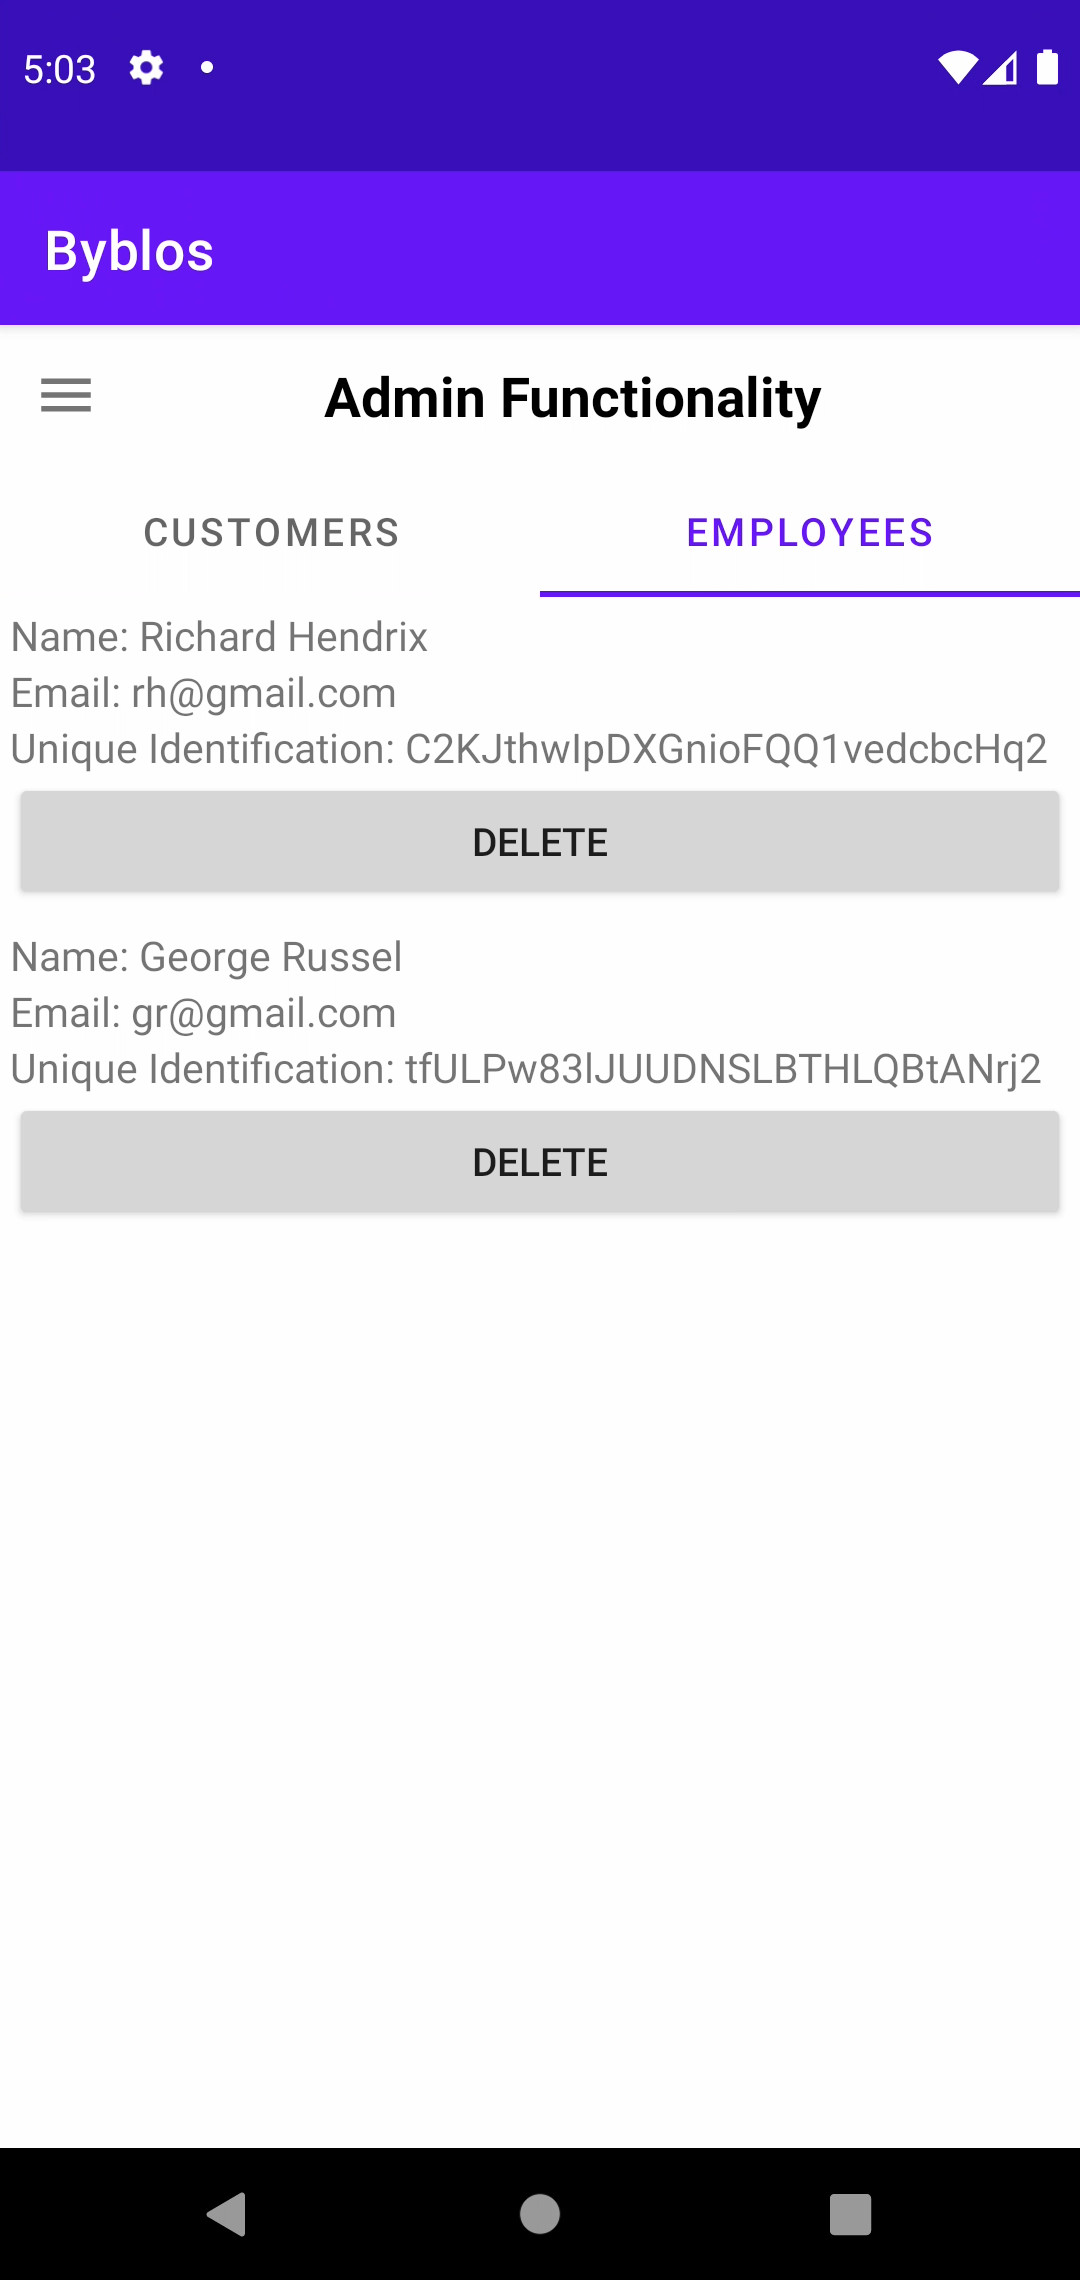 5:03
Byblos
Admin Functionality
CUSTOMERS
EMPLOYEES
Name: Richard Hendrix
Email: rh@gmail.com
Unique Identification: C2KJthwIpDXGnioFQQ1vedcbcHq2
DELETE
Name: George Russel
Email: gr@gmail.com
Unique Identification: tfULPw83lJUUDNSLBTHLQBtANrj2
DELETE